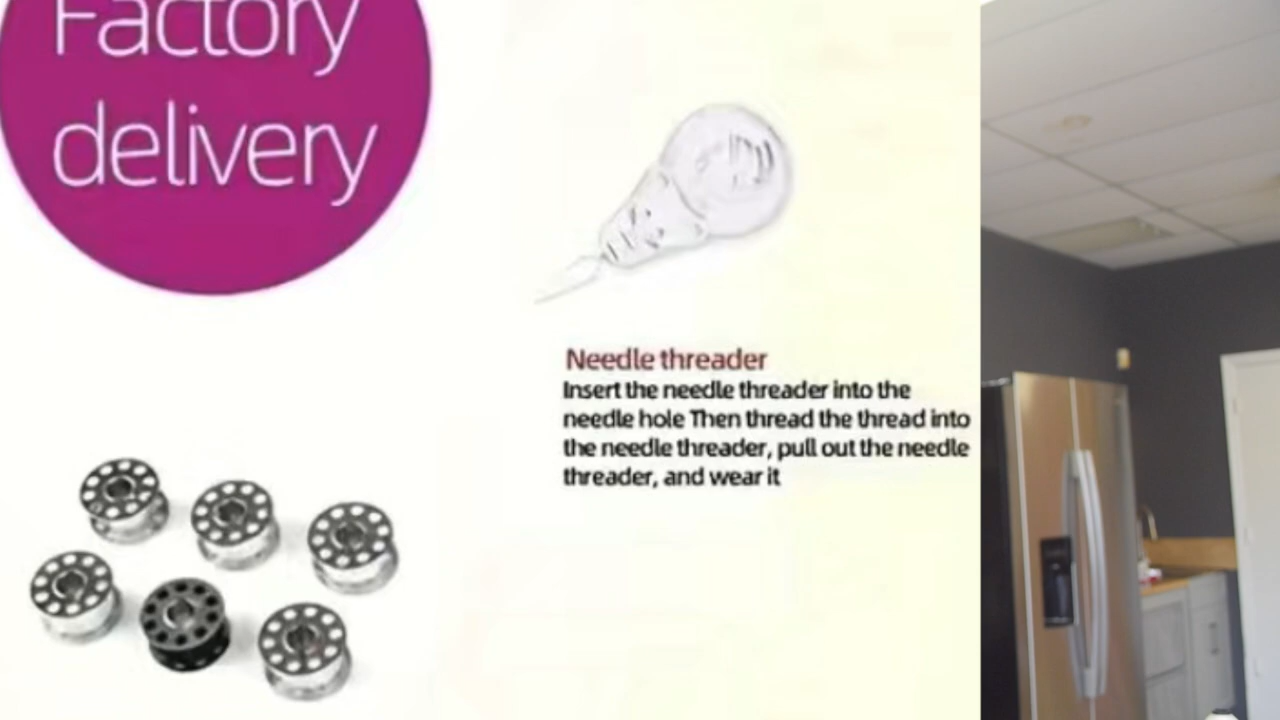 Factory
delivery
Needle threader
Insert the needle threader into the
needle hole Then thread the thread into
the needle threader, pull out the needle
threader, and wear it